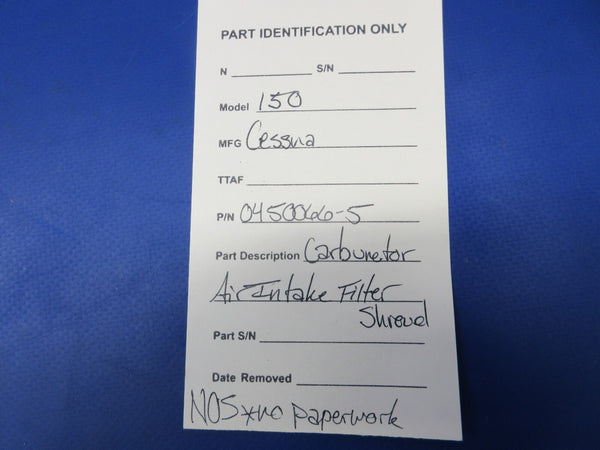 PART IDENTIFICATION ONLY
N S/N
Model 150
MFG Cessna
TTAF
P/N 0450066-5
Part Description Carburetor
Air Intake Filter
Shroud
Part S/N
Date Removed
NOS *no paperwork